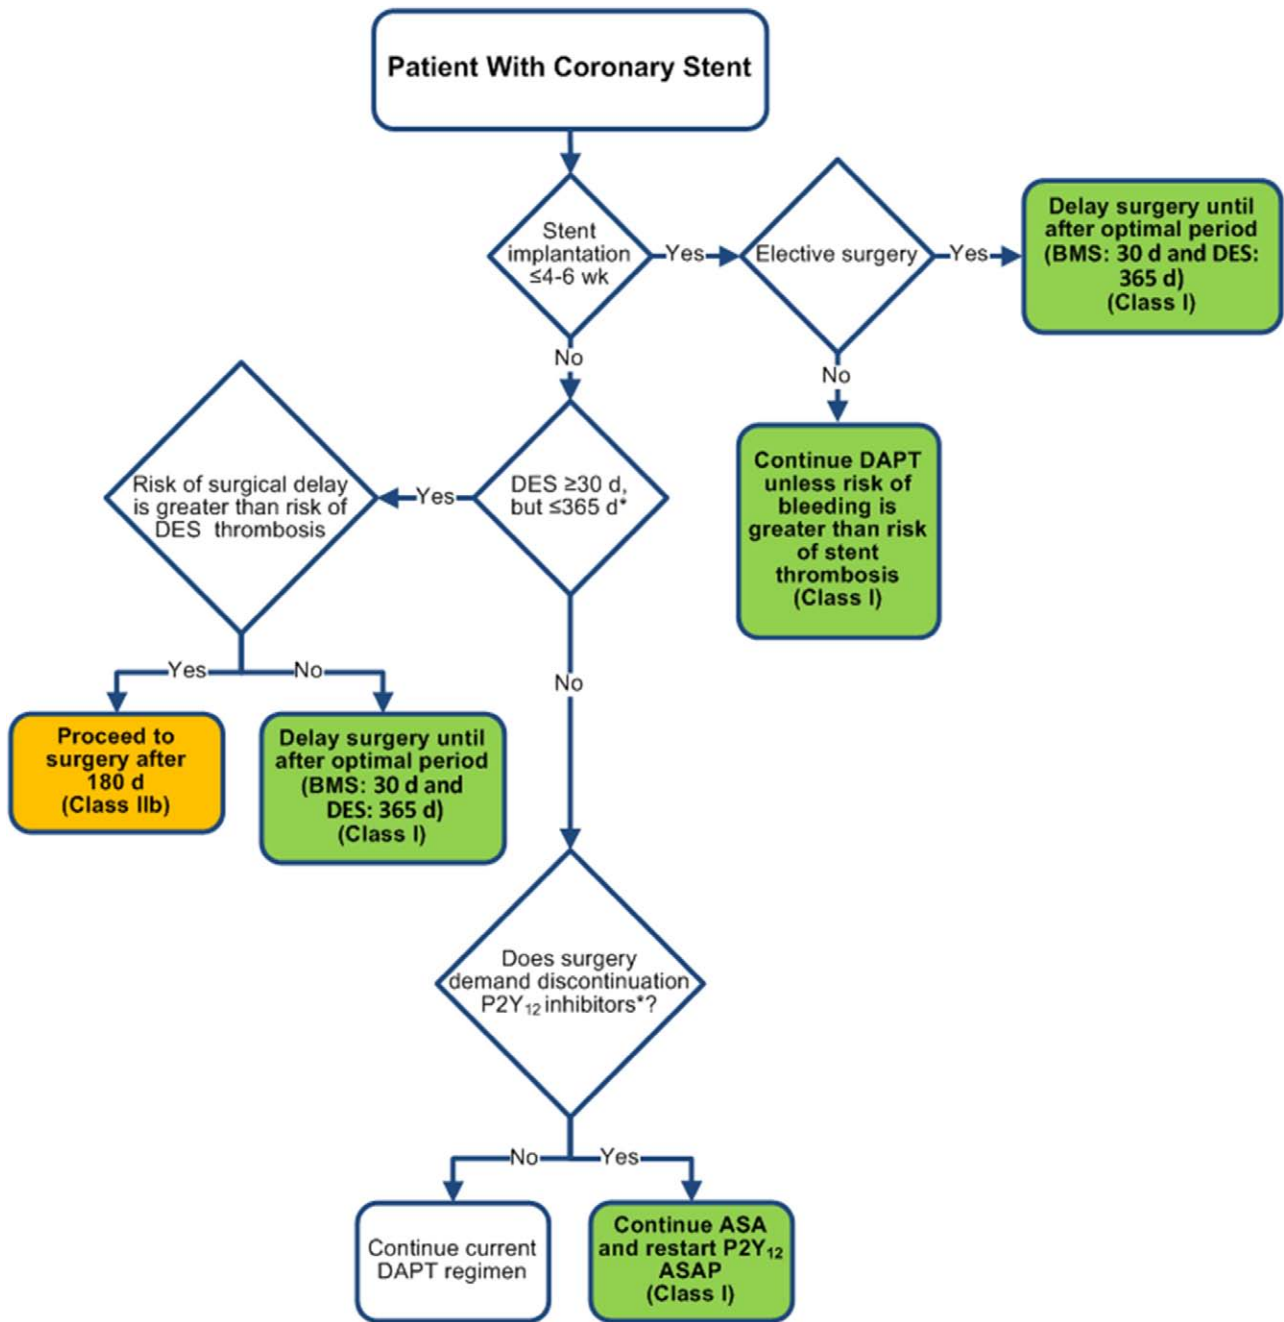 Patient With Coronary Stent
Stent
implantation
≤4-6 wk
Yes
Elective surgery
Yes
Delay surgery until
after optimal period
(BMS: 30 d and DES:
365 d)
(Class I)
No
No
Continue DAPT
unless risk of
bleeding is
greater than risk
of stent
thrombosis
(Class I)
DES ≥30 d,
but ≤365 d*
Yes
Risk of surgical delay
is greater than risk of
DES thrombosis
Yes
No
Proceed to
surgery after
180 d
(Class IIb)
Delay surgery until
after optimal period
(BMS: 30 d and
DES: 365 d)
(Class I)
No
Does surgery
demand discontinuation
P2Y₁₂ inhibitors*?
No
Yes
Continue current
DAPT regimen
Continue ASA
and restart P2Y₁₂
ASAP
(Class I)